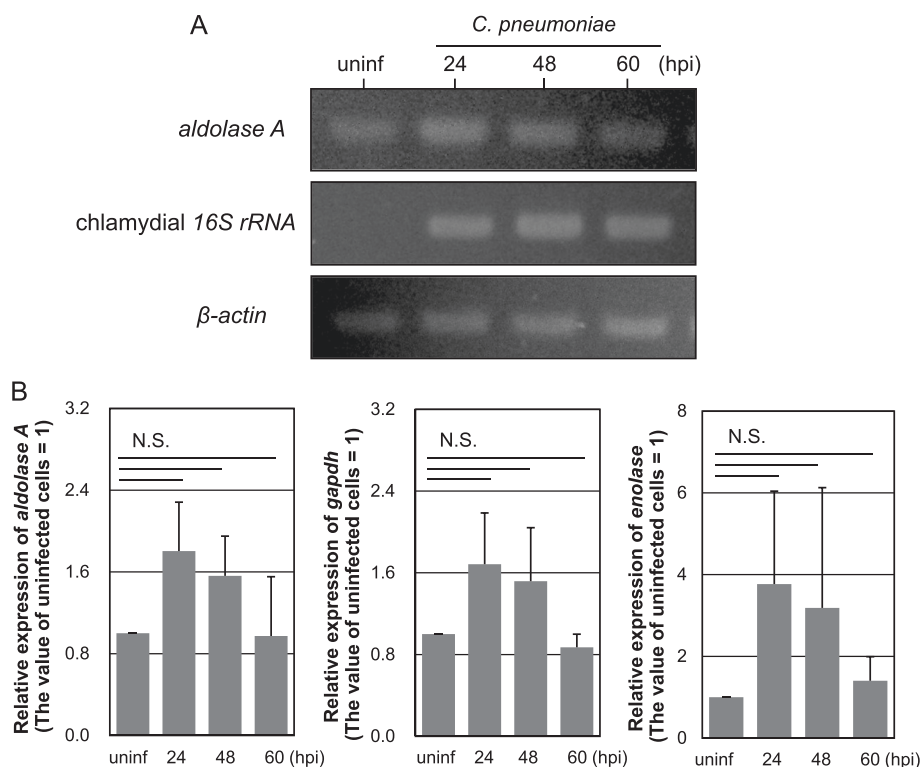 A
C. pneumoniae
uninf 24 48 60 (hpi)
aldolase A
chlamydial 16S rRNA
β-actin
B
Relative expression of aldolase A
(The value of uninfected cells = 1)
3.2
2.4
1.6
0.8
0.0
N.S.
uninf 24 48 60 (hpi)
Relative expression of gapdh
(The value of uninfected cells = 1)
3.2
2.4
1.6
0.8
0.0
N.S.
uninf 24 48 60 (hpi)
Relative expression of enolase
(The value of uninfected cells = 1)
8
6
4
2
0
N.S.
uninf 24 48 60 (hpi)